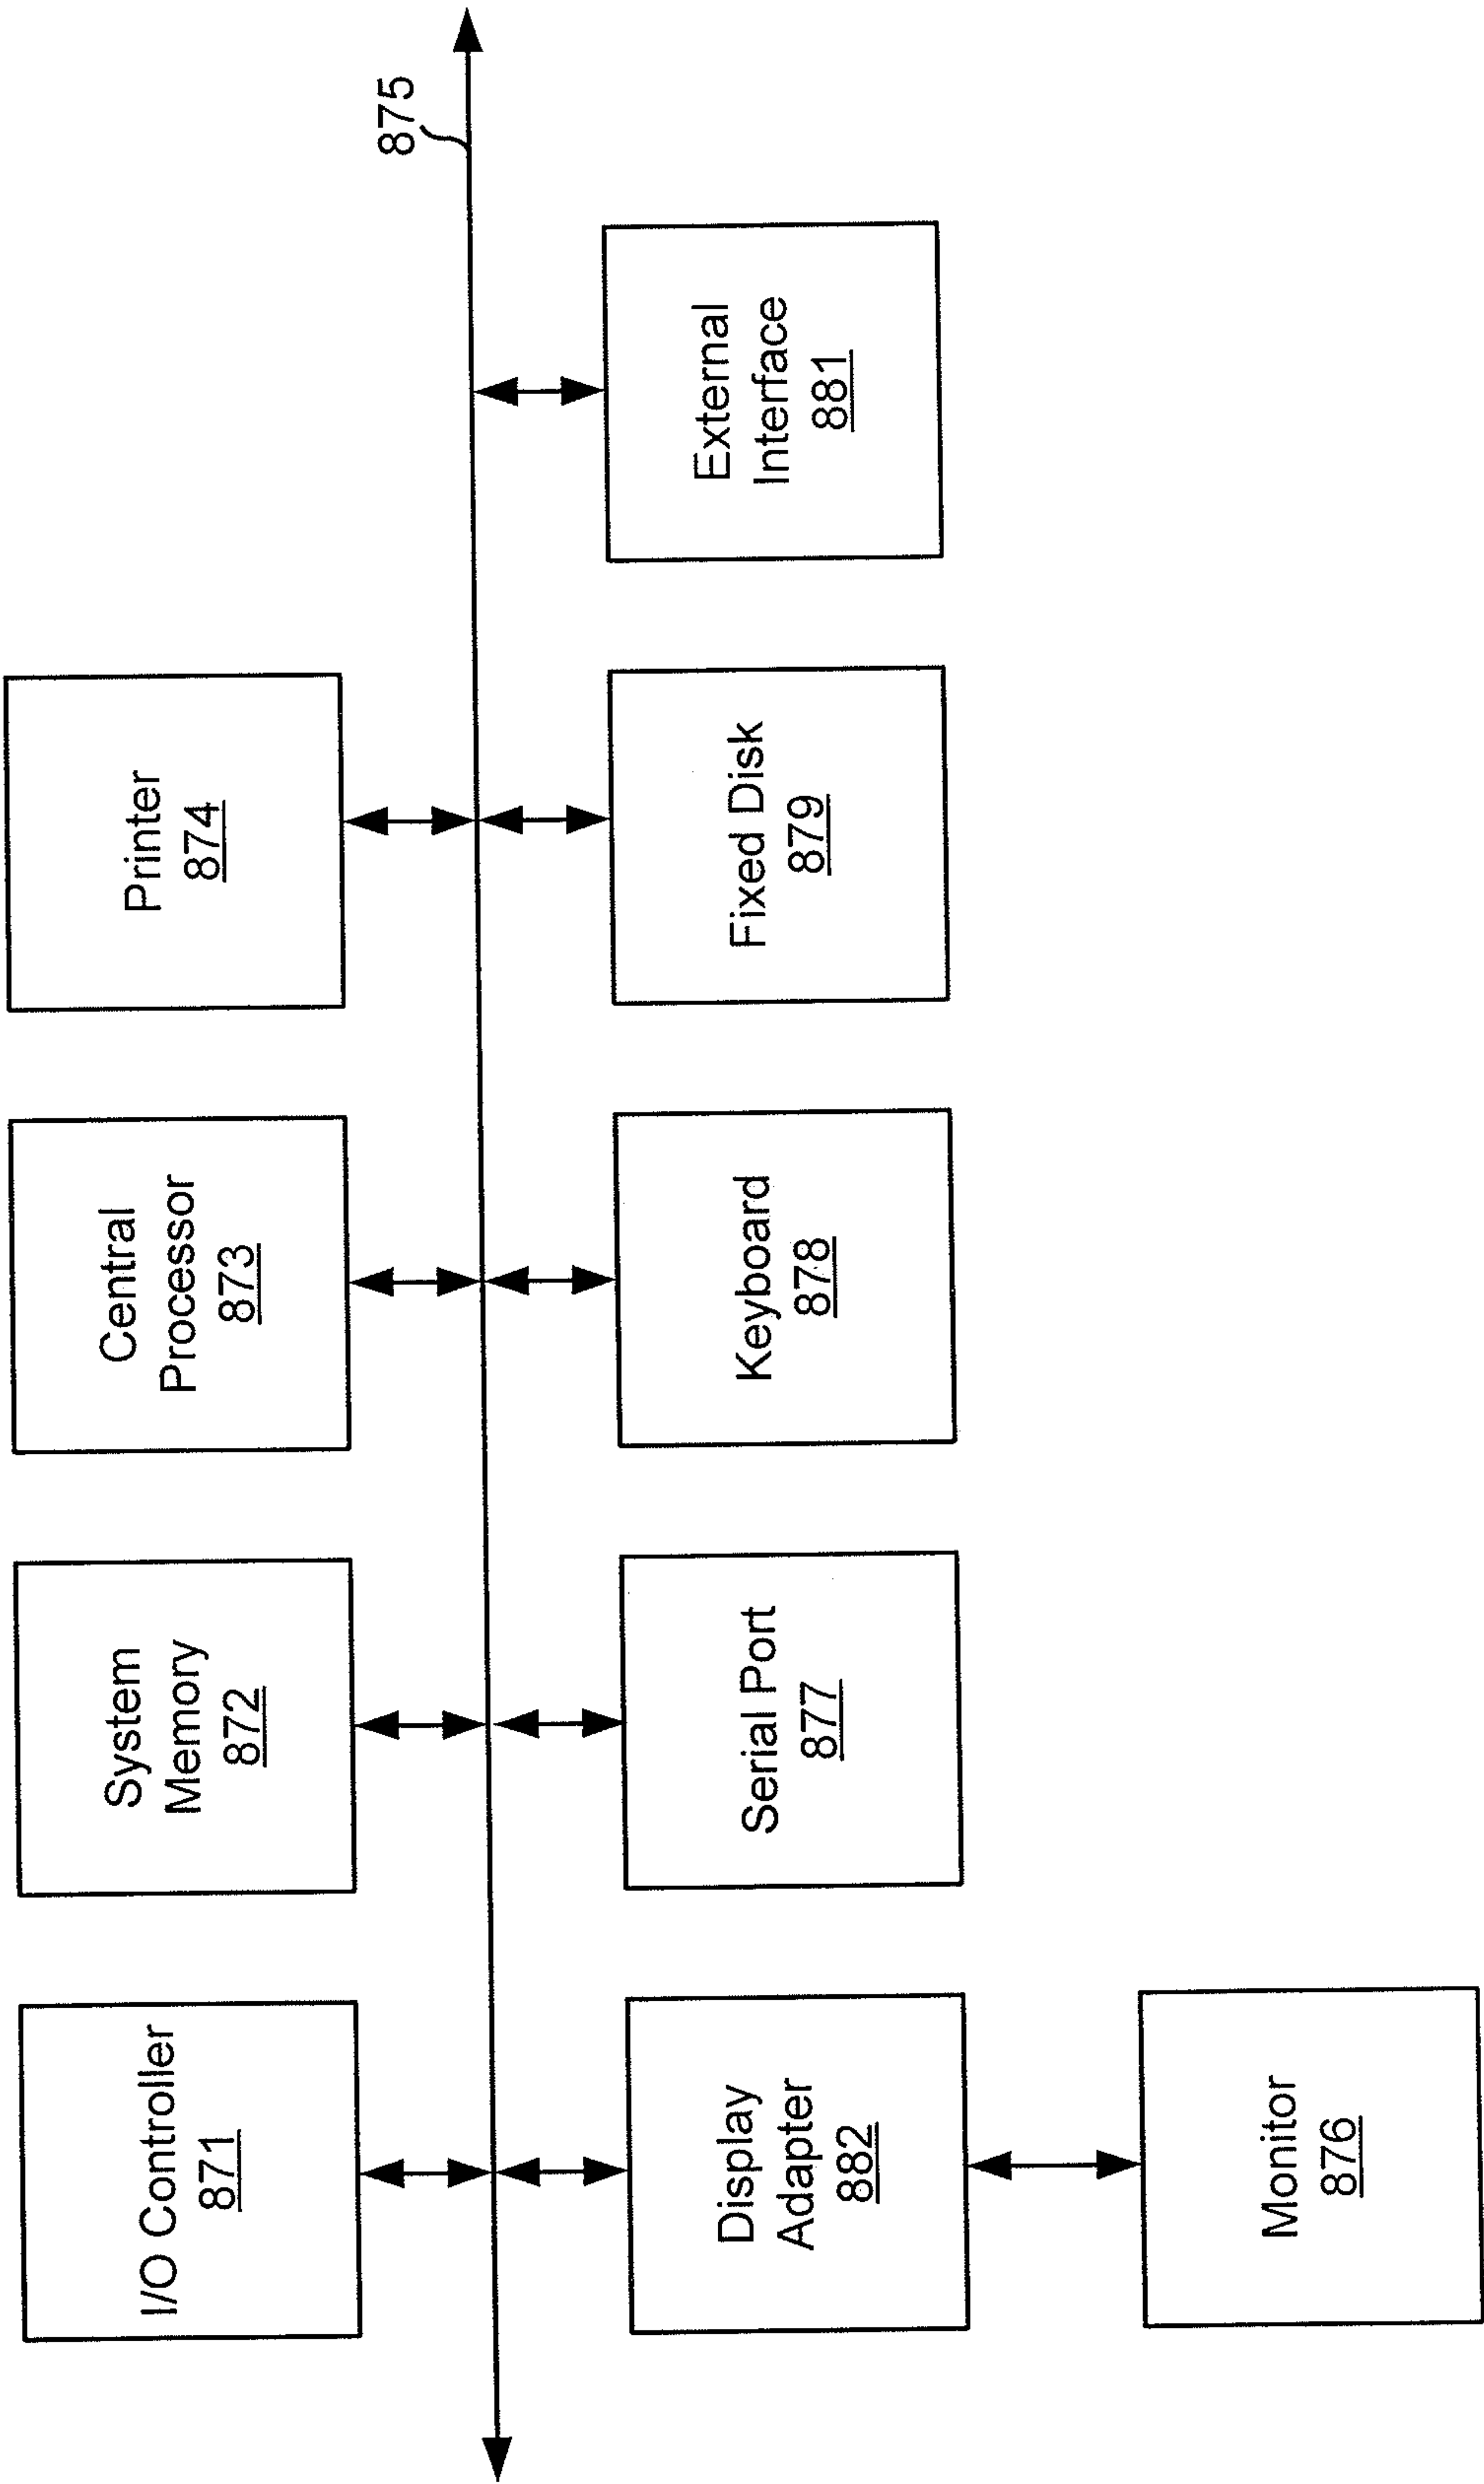 I/O Controller
871
System
Memory
872
Central
Processor
873
Printer
874
875
Display
Adapter
882
Serial Port
877
Keyboard
878
Fixed Disk
879
External
Interface
881
Monitor
876